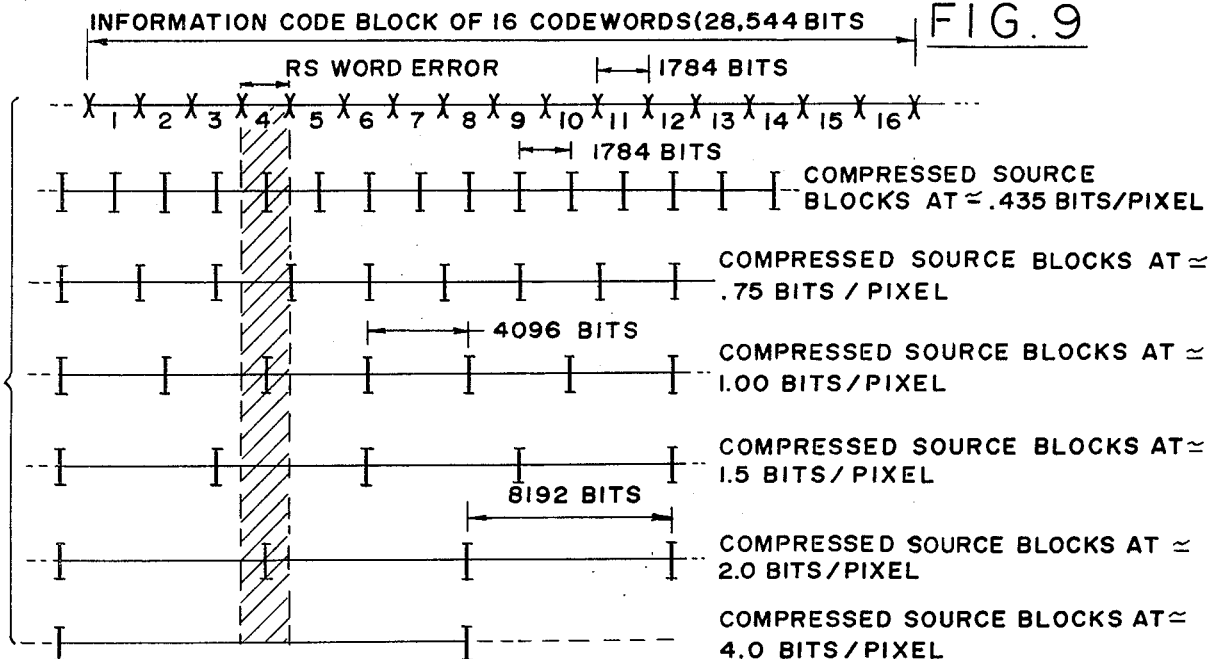 INFORMATION CODE BLOCK OF 16 CODEWORDS(28,544 BITS
FIG. 9
RS WORD ERROR
1784 BITS
1 2 3 4 5 6 7 8 9 10 11 12 13 14 15 16
1784 BITS
COMPRESSED SOURCE
BLOCKS AT ≃ .435 BITS/PIXEL
COMPRESSED SOURCE BLOCKS AT ≃
.75 BITS / PIXEL
4096 BITS
COMPRESSED SOURCE BLOCKS AT ≃
1.00 BITS/PIXEL
COMPRESSED SOURCE BLOCKS AT ≃
1.5 BITS/PIXEL
8192 BITS
COMPRESSED SOURCE BLOCKS AT ≃
2.0 BITS/PIXEL
COMPRESSED SOURCE BLOCKS AT ≃
4.0 BITS/PIXEL